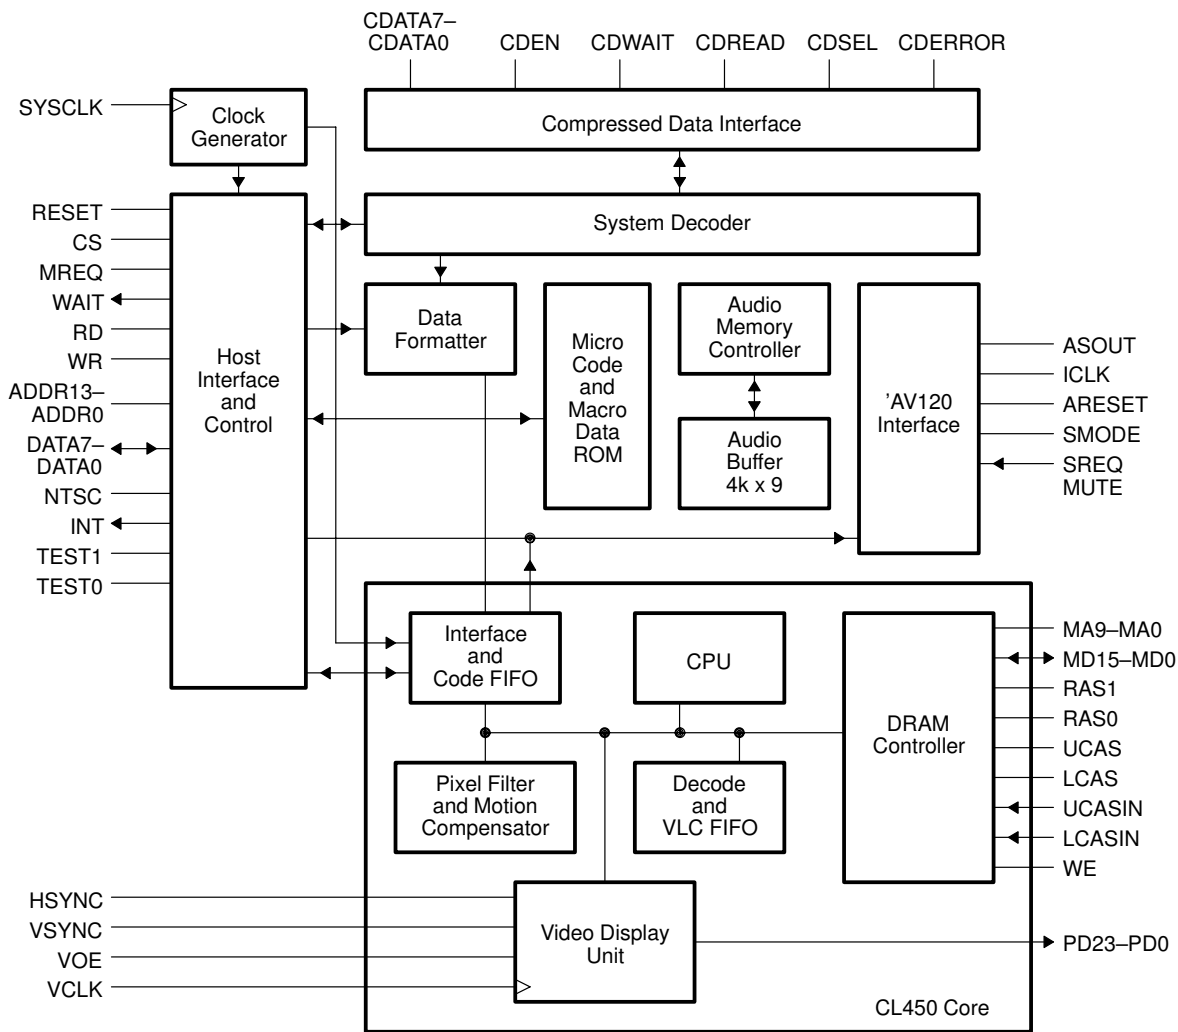 CDATA7–
CDATA0
CDEN
CDWAIT
CDREAD
CDSEL
CDERROR
SYSCLK
Clock
Generator
Compressed Data Interface
System Decoder
RESET
CS
MREQ
WAIT
RD
WR
ADDR13–
ADDR0
DATA7–
DATA0
NTSC
INT
TEST1
TEST0
Host
Interface
and
Control
Data
Formatter
Micro
Code
and
Macro
Data
ROM
Audio
Memory
Controller
Audio
Buffer
4k x 9
'AV120
Interface
ASOUT
ICLK
ARESET
SMODE
SREQ
MUTE
Interface
and
Code FIFO
CPU
DRAM
Controller
MA9–MA0
MD15–MD0
RAS1
RAS0
UCAS
LCAS
UCASIN
LCASIN
WE
Pixel Filter
and Motion
Compensator
Decode
and
VLC FIFO
HSYNC
VSYNC
VOE
VCLK
Video Display
Unit
PD23–PD0
CL450 Core